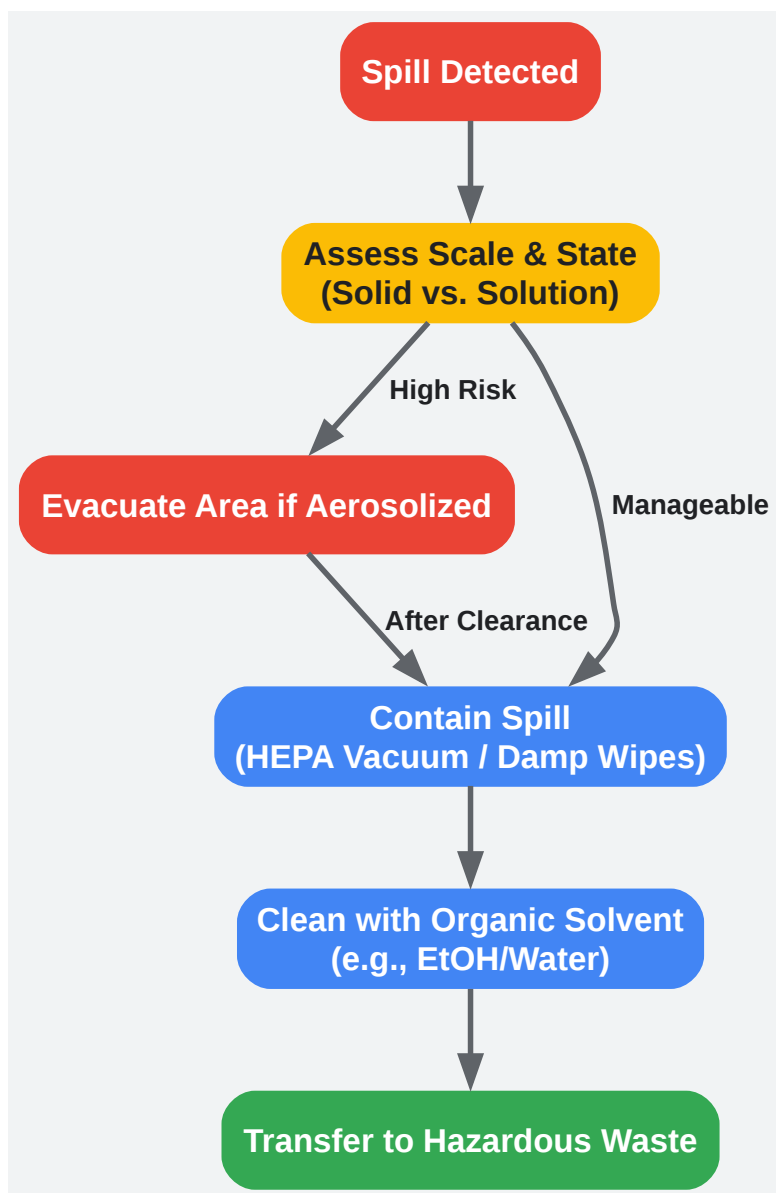 Spill Detected
Assess Scale & State
(Solid vs. Solution)
High Risk
Evacuate Area if Aerosolized
Manageable
After Clearance
Contain Spill
(HEPA Vacuum / Damp Wipes)
Clean with Organic Solvent
(e.g., EtOH/Water)
Transfer to Hazardous Waste